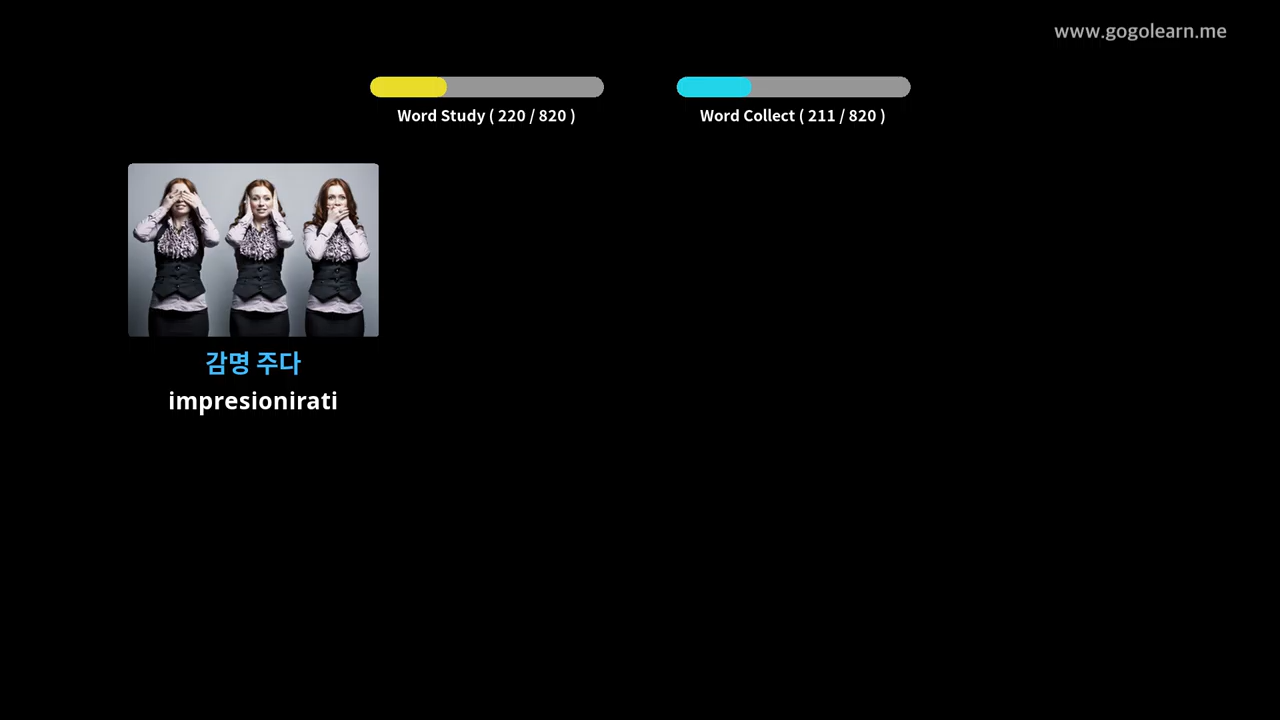 www.gogolearn.me
Word Study ( 220 / 820 )
Word Collect ( 211 / 820 )
감명 주다
impresionirati